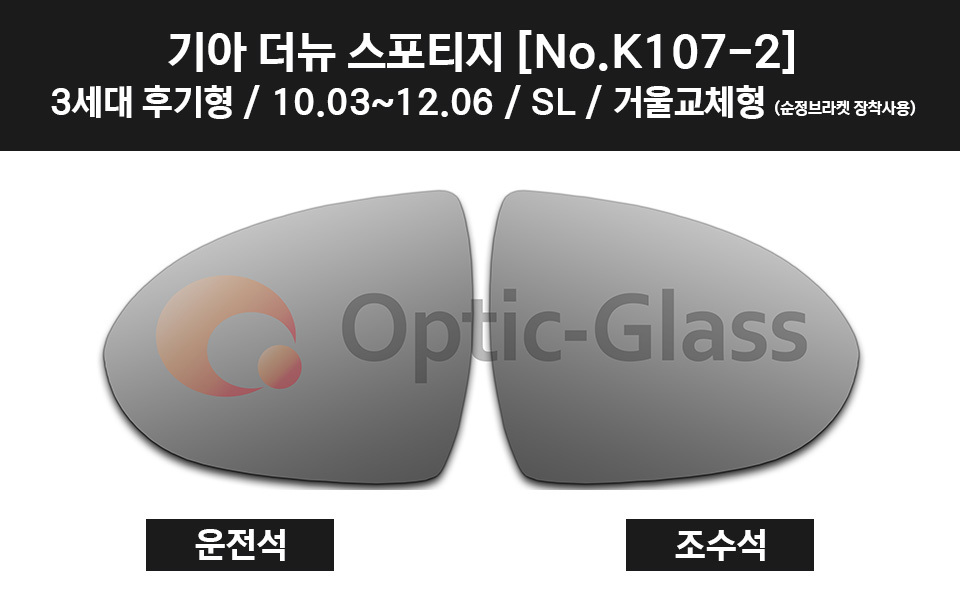 기아 더뉴 스포티지 [No.K107-2]
3세대 후기형 / 10.03~12.06 / SL / 거울교체형 (순정브라켓 장착사용)
Optic-Glass
운전석
조수석